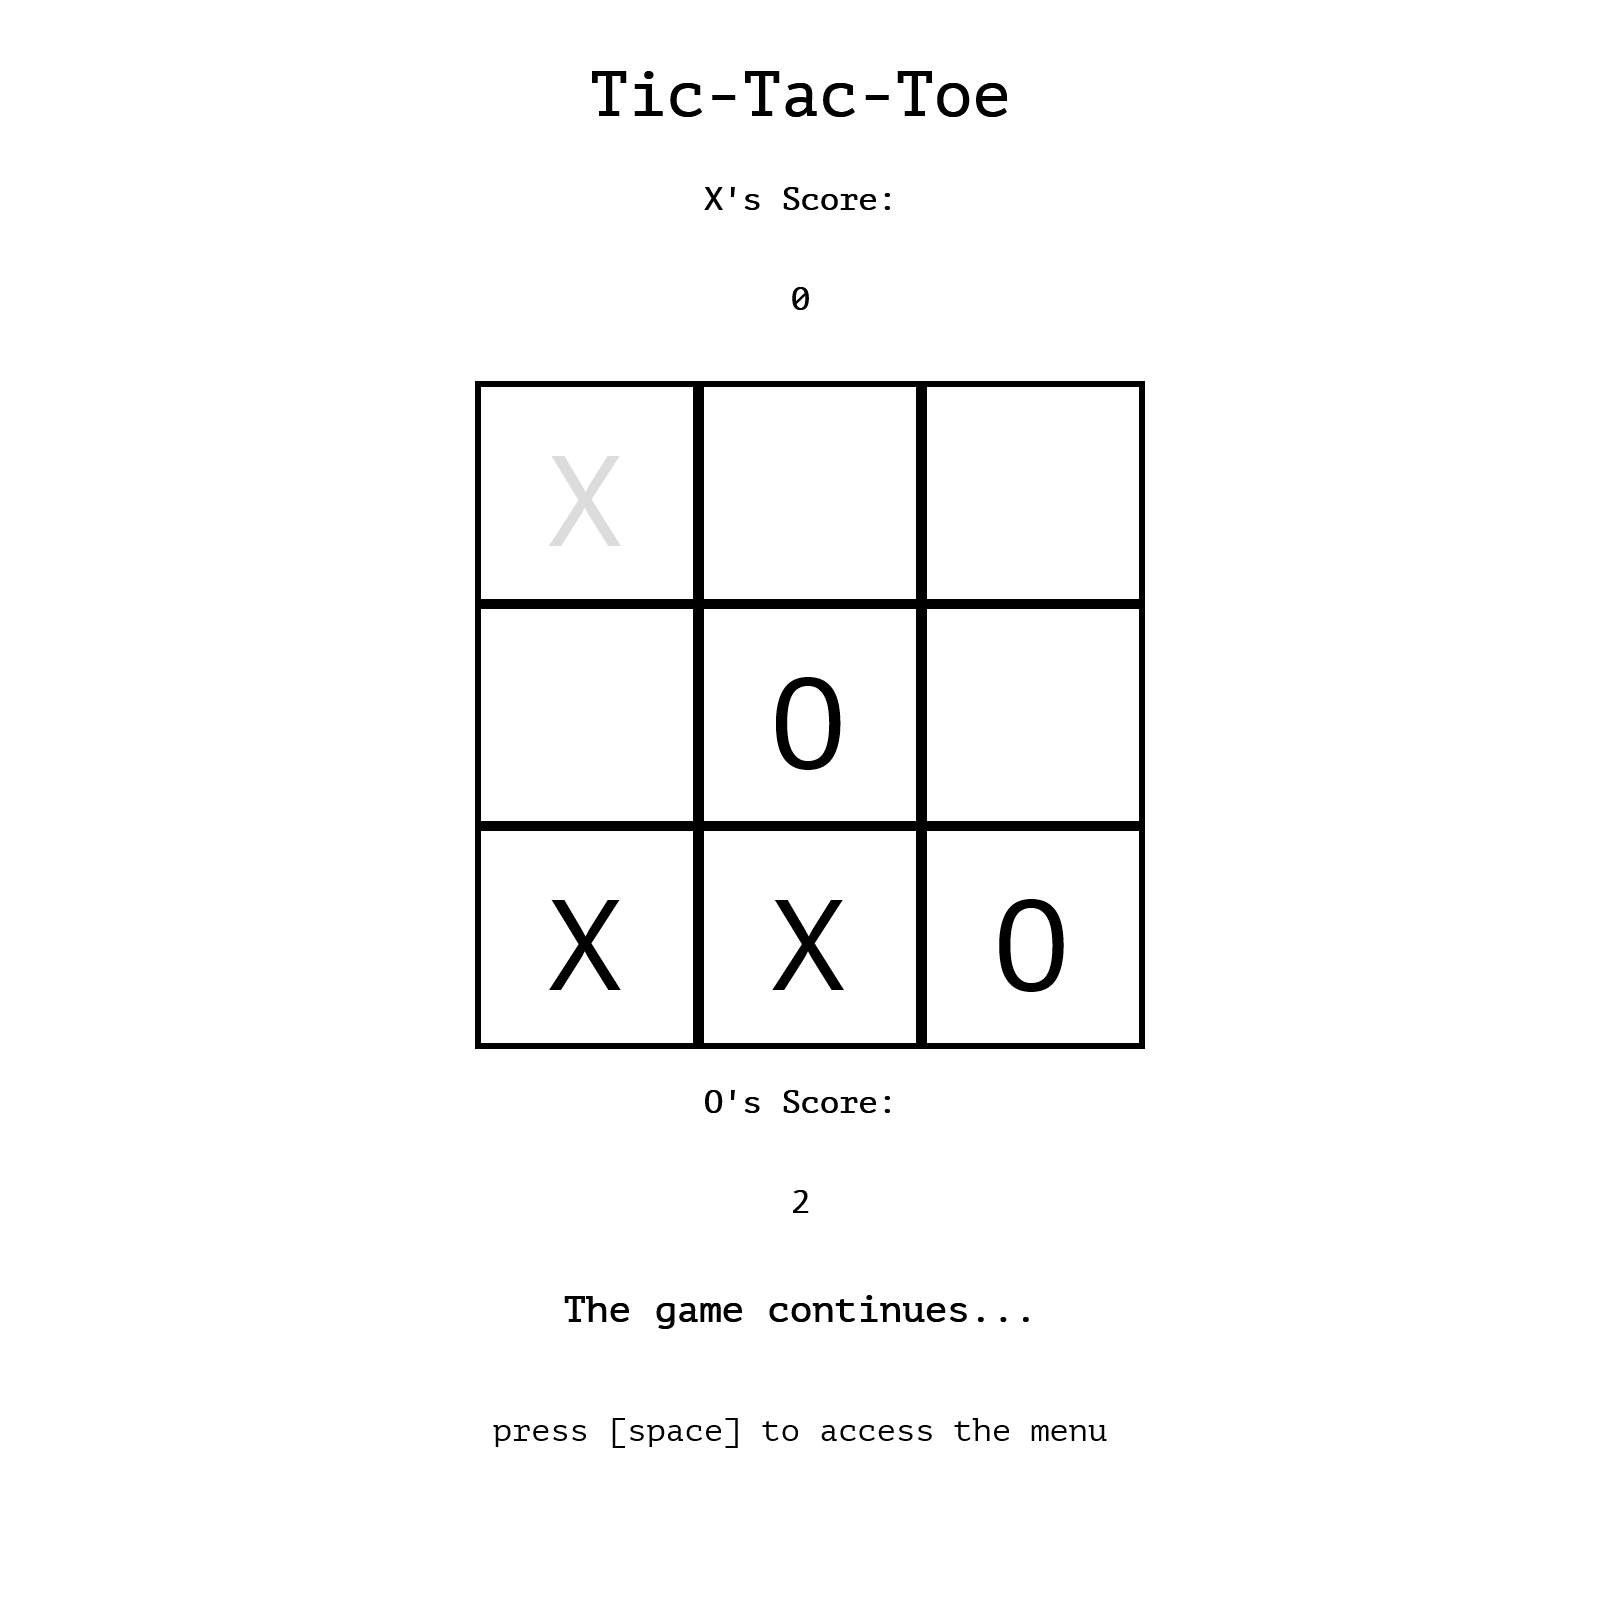 Tic-Tac-Toe
X's Score:
0
X
O
X X O
O's Score:
2
The game continues...
press [space] to access the menu